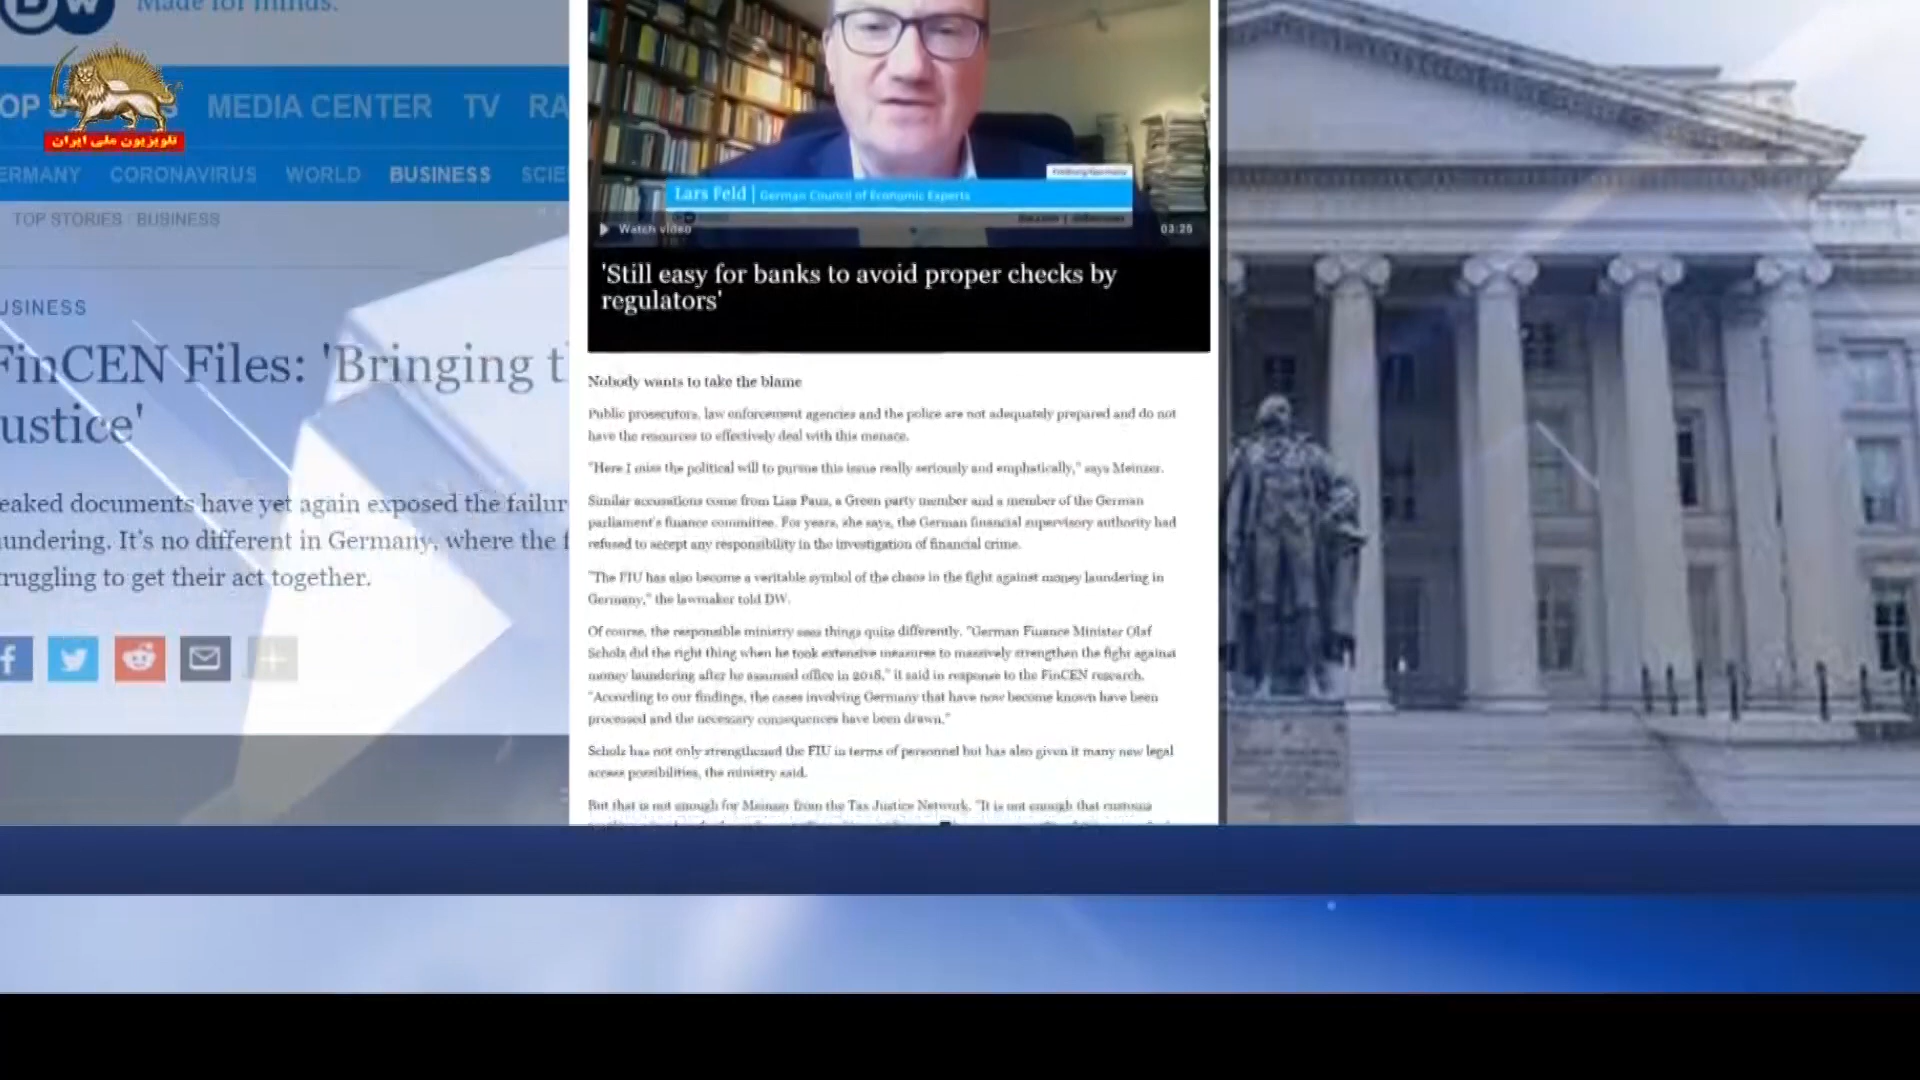 DW
Made for minds.
تلویزیون ملی ایران
MEDIA CENTER TV RA
ERMANY CORONAVIRUS WORLD BUSINESS SCIE
TOP STORIES / BUSINESS
USINESS
FinCEN Files: 'Bringing t
ustice'
eaked documents have yet again exposed the failur
undering. It's no different in Germany, where the f
ruggling to get their act together.
Lars Feld | German Council of Economic Experts
Watch video 03:25
'Still easy for banks to avoid proper checks by
regulators'
Nobody wants to take the blame
Public prosecutors, law enforcement agencies and the police are not adequately prepared and do not
have the resources to effectively deal with this menace.
"Here I miss the political will to pursue this issue really seriously and emphatically," says Meinzer.
Similar accusations come from Lisa Paus, a Green party member and a member of the German
parliament's finance committee. For years, she says, the German financial supervisory authority had
refused to accept any responsibility in the investigation of financial crime.
"The FIU has also become a veritable symbol of the chaos in the fight against money laundering in
Germany," the lawmaker told DW.
Of course, the responsible ministry sees things quite differently. "German Finance Minister Olaf
Scholz did the right thing when he took extensive measures to massively strengthen the fight against
money laundering after he assumed office in 2018," it said in response to the FinCEN research.
"According to our findings, the cases involving Germany that have now become known have been
processed and the necessary consequences have been drawn."
Scholz has not only strengthened the FIU in terms of personnel but has also given it many new legal
access possibilities, the ministry said.
But that is not enough for Meinzer from the Tax Justice Network. "It is not enough that customs